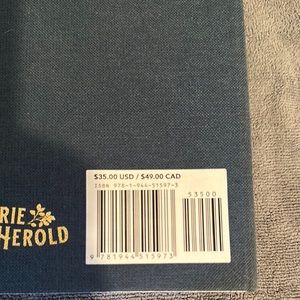 $35.00 USD / $49.00 CAD
ISBN 978-1-944-51597-3
53500
9 781944 515973
RIE
HEROLD